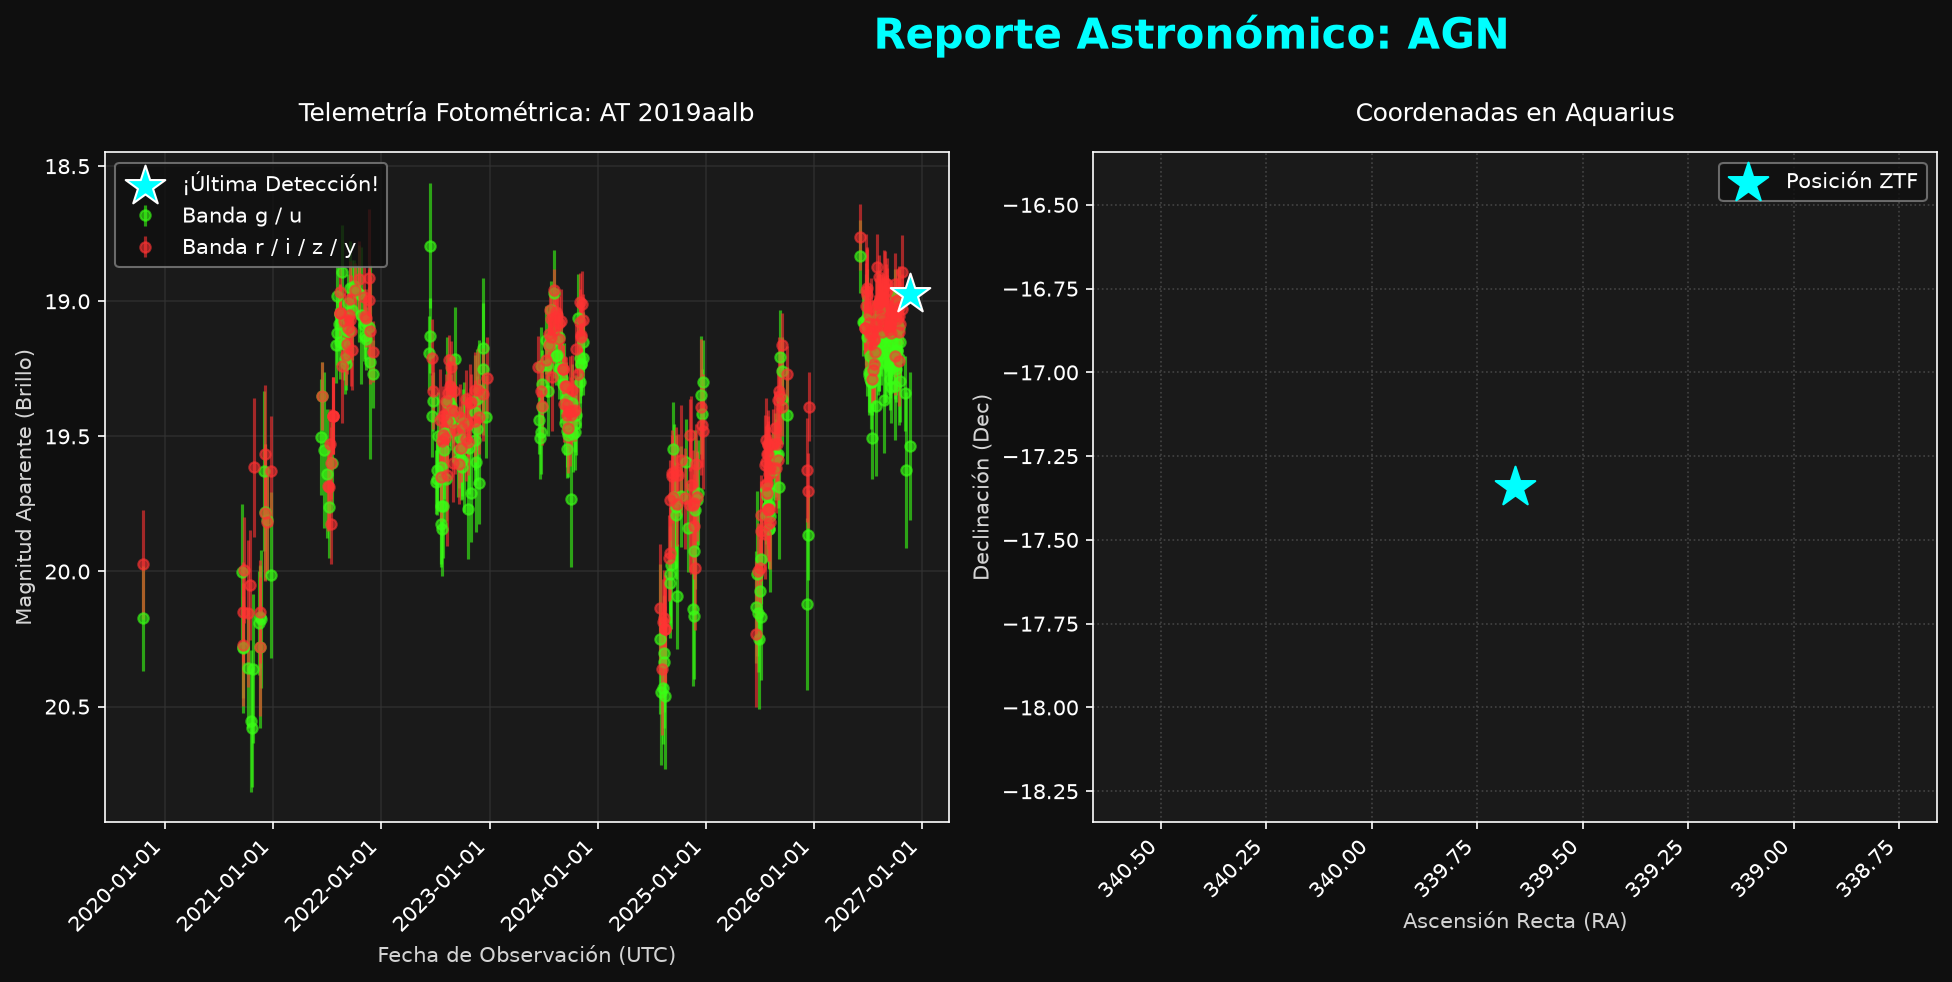 Reporte Astronómico: AGN
Telemetría Fotométrica: AT 2019aalb
¡Última Detección!
Banda g / u
Banda r / i / z / y
Magnitud Aparente (Brillo)
18.5
19.0
19.5
20.0
20.5
2020-01-01
2021-01-01
2022-01-01
2023-01-01
2024-01-01
2025-01-01
2026-01-01
2027-01-01
Fecha de Observación (UTC)
Coordenadas en Aquarius
Posición ZTF
Declinación (Dec)
−16.50
−16.75
−17.00
−17.25
−17.50
−17.75
−18.00
−18.25
340.50
340.25
340.00
339.75
339.50
339.25
339.00
338.75
Ascensión Recta (RA)